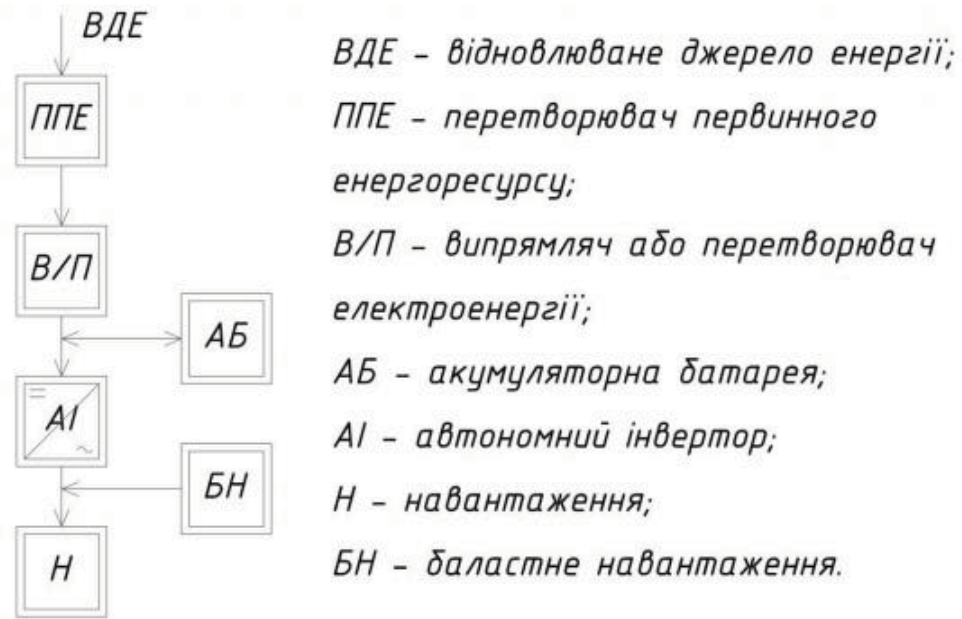 ВДЕ
ППЕ
В/П
АБ
=
АІ
~
БН
Н
ВДЕ – відновлюване джерело енергії;
ППЕ – перетворювач первинного
енергоресурсу;
В/П – випрямляч або перетворювач
електроенергії;
АБ – акумуляторна батарея;
АІ – автономний інвертор;
Н – навантаження;
БН – баластне навантаження.